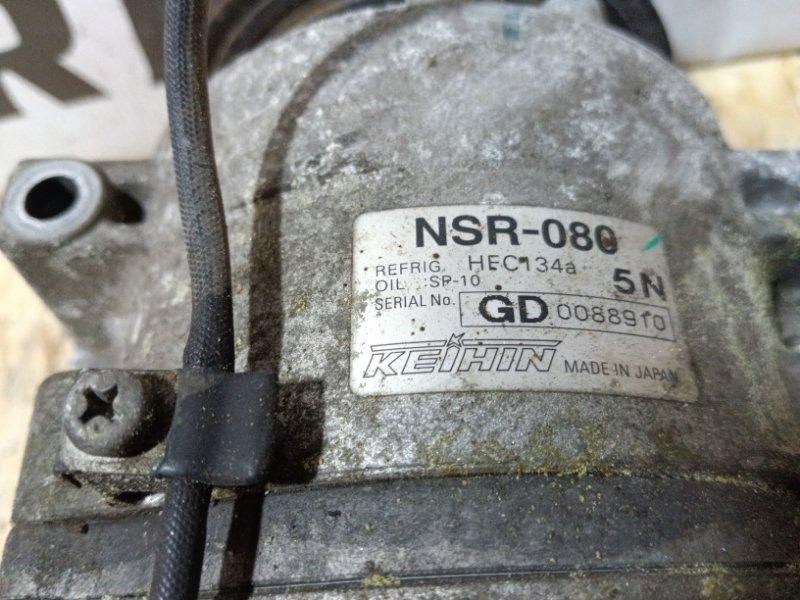 NSR-080
REFRIG. HFC134a
OIL :SP-10 5N
SERIAL No. GD 0088910
KEIHIN MADE IN JAPAN